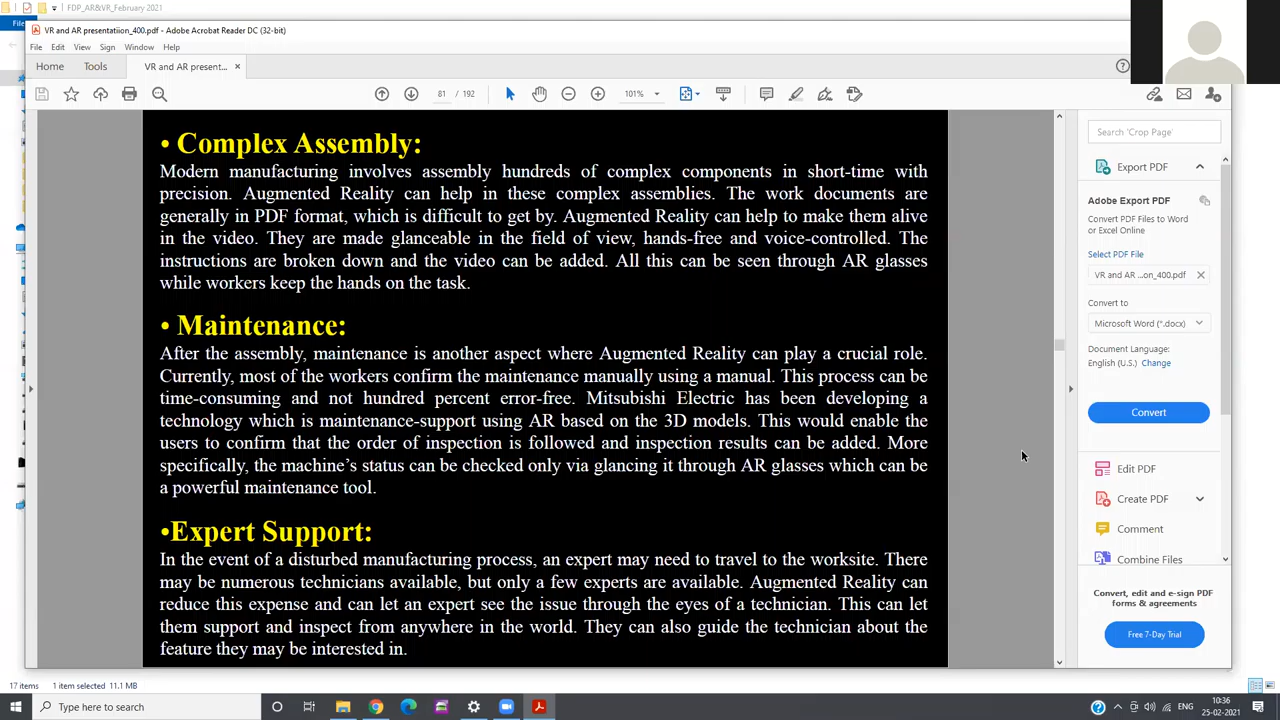 FDP_AR&VR_February 2021
File
VR and AR presentatiion_400.pdf - Adobe Acrobat Reader DC (32-bit)
File Edit View Sign Window Help
Home Tools VR and AR present... ×
81 / 192 101%
• Complex Assembly:
Modern manufacturing involves assembly hundreds of complex components in short-time with
precision. Augmented Reality can help in these complex assemblies. The work documents are
generally in PDF format, which is difficult to get by. Augmented Reality can help to make them alive
in the video. They are made glanceable in the field of view, hands-free and voice-controlled. The
instructions are broken down and the video can be added. All this can be seen through AR glasses
while workers keep the hands on the task.
• Maintenance:
After the assembly, maintenance is another aspect where Augmented Reality can play a crucial role.
Currently, most of the workers confirm the maintenance manually using a manual. This process can be
time-consuming and not hundred percent error-free. Mitsubishi Electric has been developing a
technology which is maintenance-support using AR based on the 3D models. This would enable the
users to confirm that the order of inspection is followed and inspection results can be added. More
specifically, the machine's status can be checked only via glancing it through AR glasses which can be
a powerful maintenance tool.
•Expert Support:
In the event of a disturbed manufacturing process, an expert may need to travel to the worksite. There
may be numerous technicians available, but only a few experts are available. Augmented Reality can
reduce this expense and can let an expert see the issue through the eyes of a technician. This can let
them support and inspect from anywhere in the world. They can also guide the technician about the
feature they may be interested in.
Search 'Crop Page'
Export PDF
Adobe Export PDF
Convert PDF Files to Word
or Excel Online
Select PDF File
VR and AR ...on_400.pdf ×
Convert to
Microsoft Word (*.docx)
Document Language:
English (U.S.) Change
Convert
Edit PDF
Create PDF
Comment
Combine Files
Convert, edit and e-sign PDF
forms & agreements
Free 7-Day Trial
17 items 1 item selected 11.1 MB
Type here to search
ENG
10:36
25-02-2021